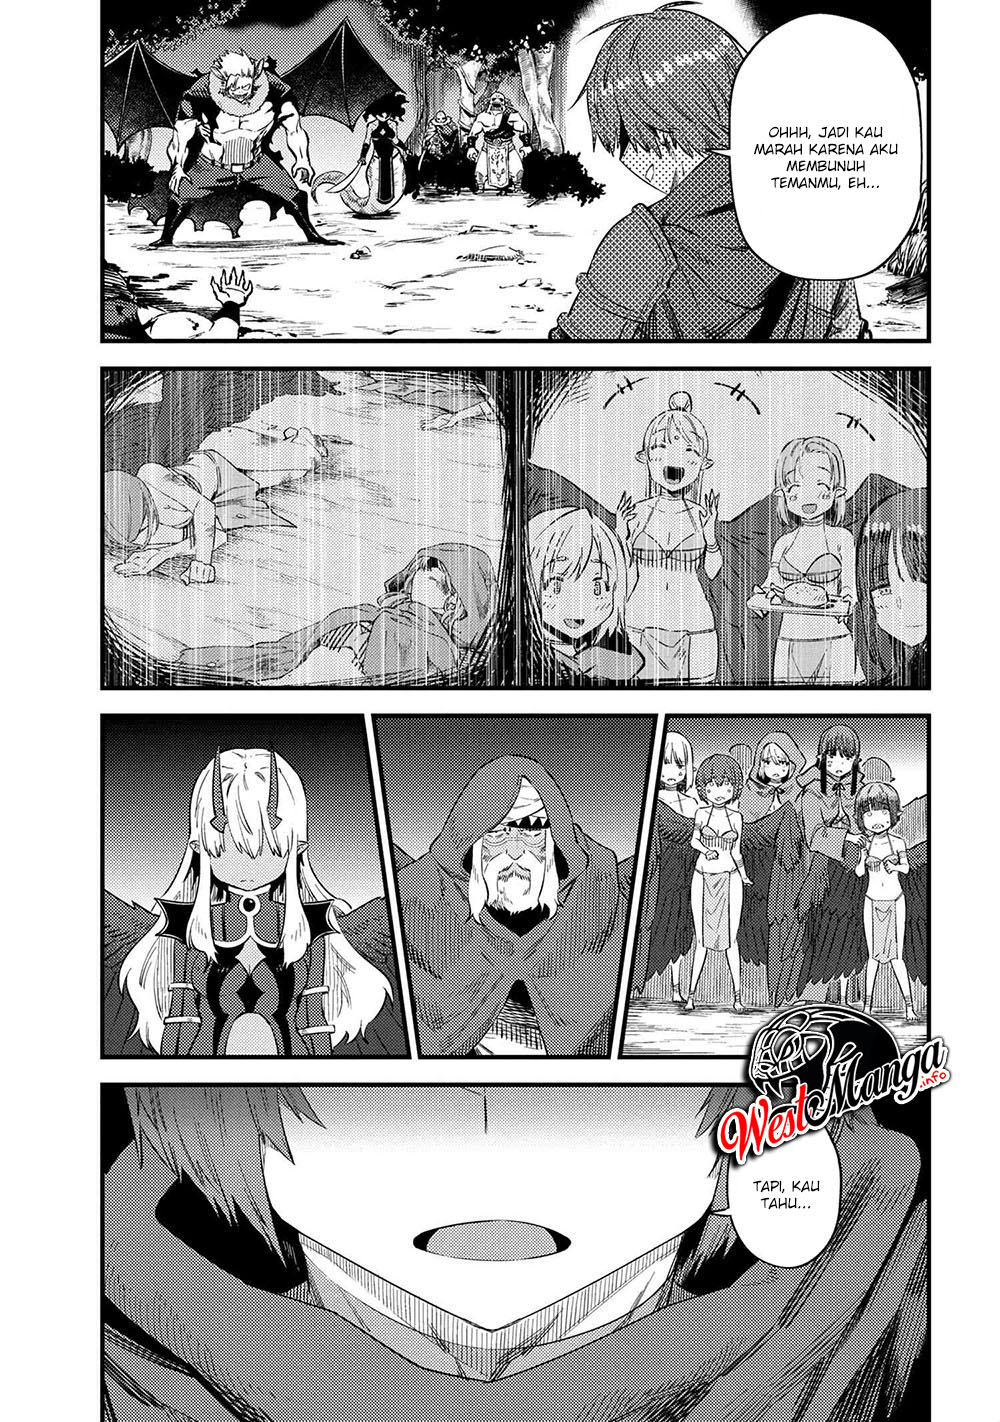 OHHH, JADI KAU
MARAH KARENA AKU
MEMBUNUH
TEMANMU, EH...
WestManga
.info
TAPI, KAU
TAHU...